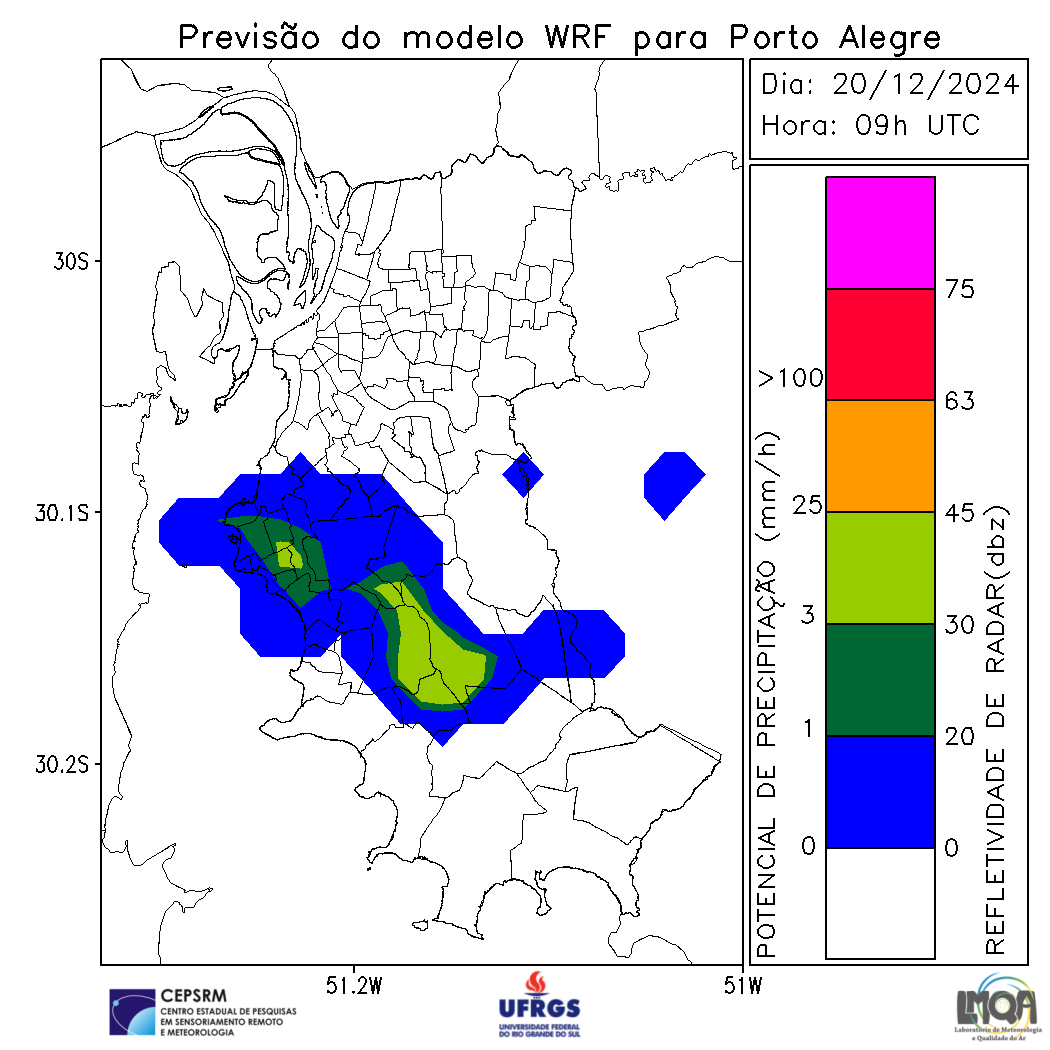 Previsão do modelo WRF para Porto Alegre
Dia: 20/12/2024
Hora: 09h UTC
30S
30.1S
30.2S
51.2W
51W
POTENCIAL DE PRECIPITAÇÃO (mm/h)
>100
25
3
1
0
75
63
45
30
20
0
REFLETIVIDADE DE RADAR(dbz)
CEPSRM
CENTRO ESTADUAL DE PESQUISAS
EM SENSORIAMENTO REMOTO
E METEOROLOGIA
UFRGS
UNIVERSIDADE FEDERAL
DO RIO GRANDE DO SUL
LMQA
Laboratório de Meteorologia
e Qualidade do Ar